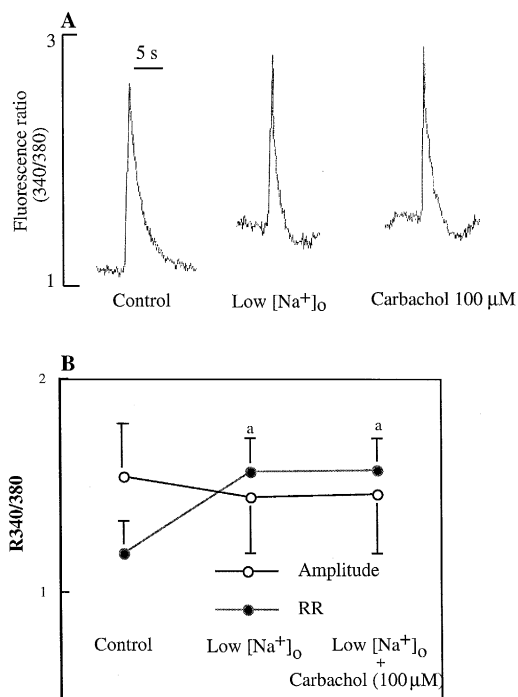 A
3
5 s
Fluorescence ratio
(340/380)
1
Control
Low [Na+]o
Carbachol 100 µM
B
2
a
a
R340/380
1
Amplitude
RR
Control
Low [Na+]o
Low [Na+]o
+
Carbachol (100µM)